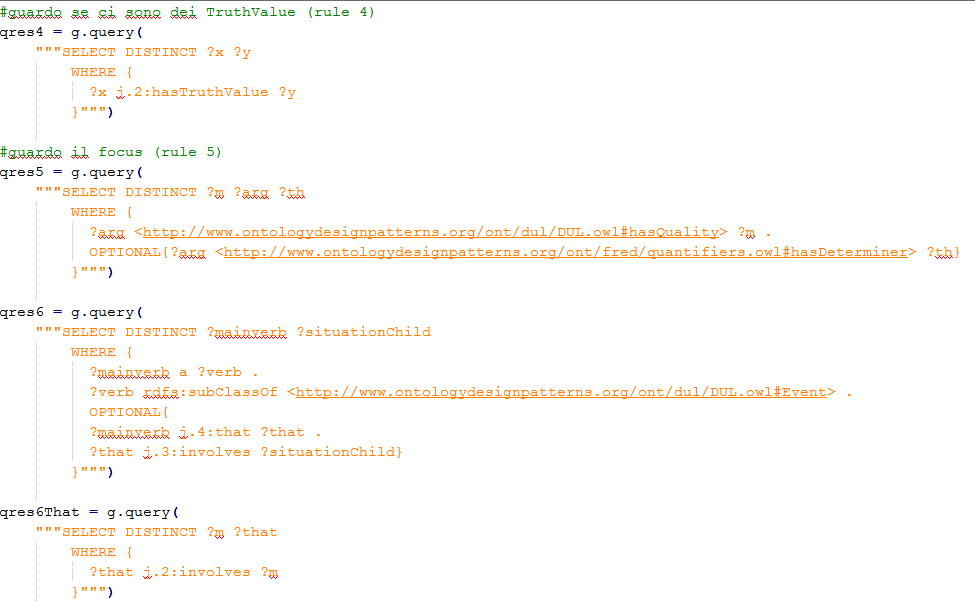 #guardo se ci sono dei TruthValue (rule 4)
qres4 = g.query(
"""SELECT DISTINCT ?x ?y
WHERE {
?x j.2:hasTruthValue ?y
}""")
#guardo il focus (rule 5)
qres5 = g.query(
"""SELECT DISTINCT ?m ?arg ?th
WHERE {
?arg <http://www.ontologydesignpatterns.org/ont/dul/DUL.owl#hasQuality> ?m .
OPTIONAL{?arg <http://www.ontologydesignpatterns.org/ont/fred/quantifiers.owl#hasDeterminer> ?th}
}""")
qres6 = g.query(
"""SELECT DISTINCT ?mainverb ?situationChild
WHERE {
?mainverb a ?verb .
?verb rdfs:subClassOf <http://www.ontologydesignpatterns.org/ont/dul/DUL.owl#Event> .
OPTIONAL{
?mainverb j.4:that ?that .
?that j.3:involves ?situationChild}
}""")
qres6That = g.query(
"""SELECT DISTINCT ?m ?that
WHERE {
?that j.2:involves ?m
}""")